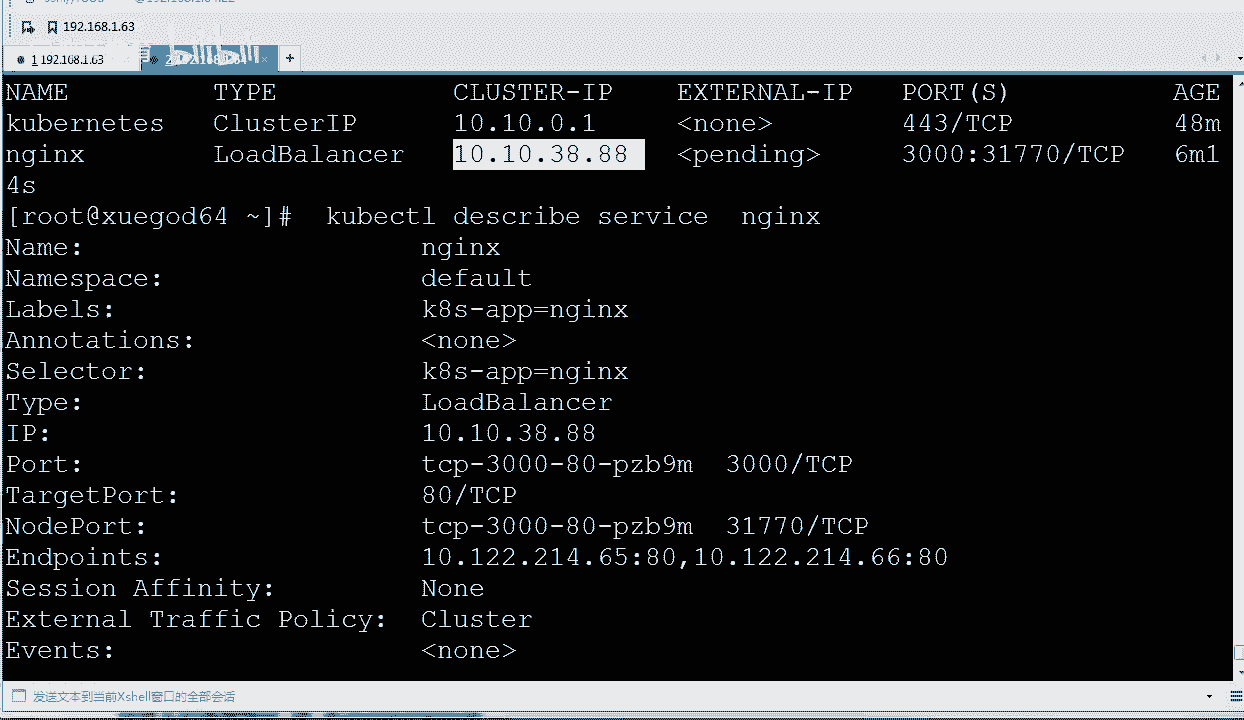 192.168.1.63
1 192.168.1.63
bilibili
+
NAME TYPE CLUSTER-IP EXTERNAL-IP PORT(S) AGE
kubernetes ClusterIP 10.10.0.1 <none> 443/TCP 48m
nginx LoadBalancer 10.10.38.88 <pending> 3000:31770/TCP 6m1
4s
[root@xuegod64 ~]# kubectl describe service nginx
Name: nginx
Namespace: default
Labels: k8s-app=nginx
Annotations: <none>
Selector: k8s-app=nginx
Type: LoadBalancer
IP: 10.10.38.88
Port: tcp-3000-80-pzb9m 3000/TCP
TargetPort: 80/TCP
NodePort: tcp-3000-80-pzb9m 31770/TCP
Endpoints: 10.122.214.65:80,10.122.214.66:80
Session Affinity: None
External Traffic Policy: Cluster
Events: <none>
发送文本到当前Xshell窗口的全部会话